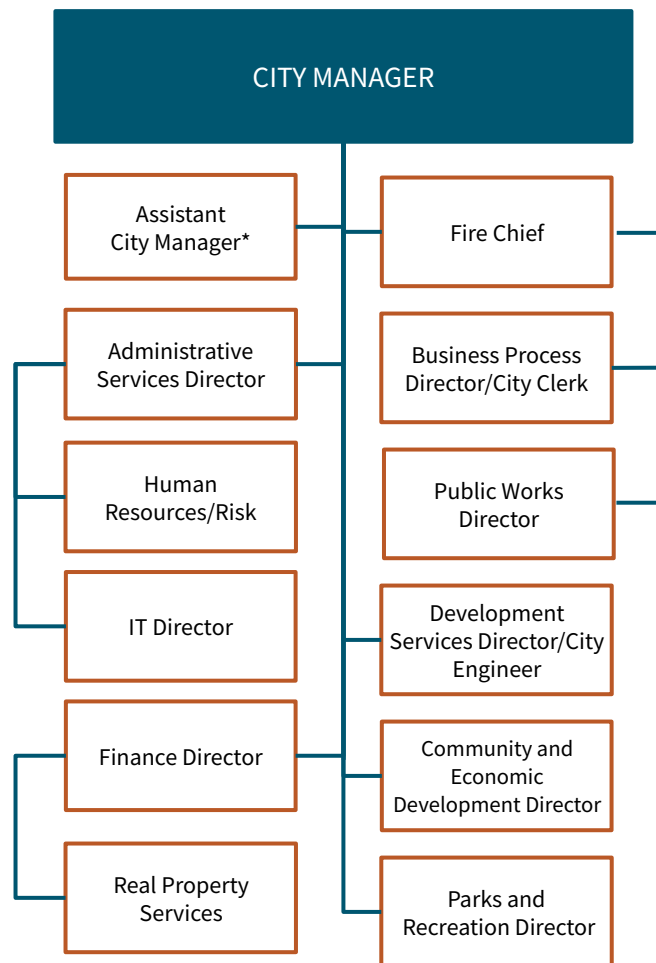 CITY MANAGER
Assistant
City Manager*
Fire Chief
Administrative
Services Director
Business Process
Director/City Clerk
Human
Resources/Risk
Public Works
Director
IT Director
Development
Services Director/City
Engineer
Finance Director
Community and
Economic
Development Director
Real Property
Services
Parks and
Recreation Director